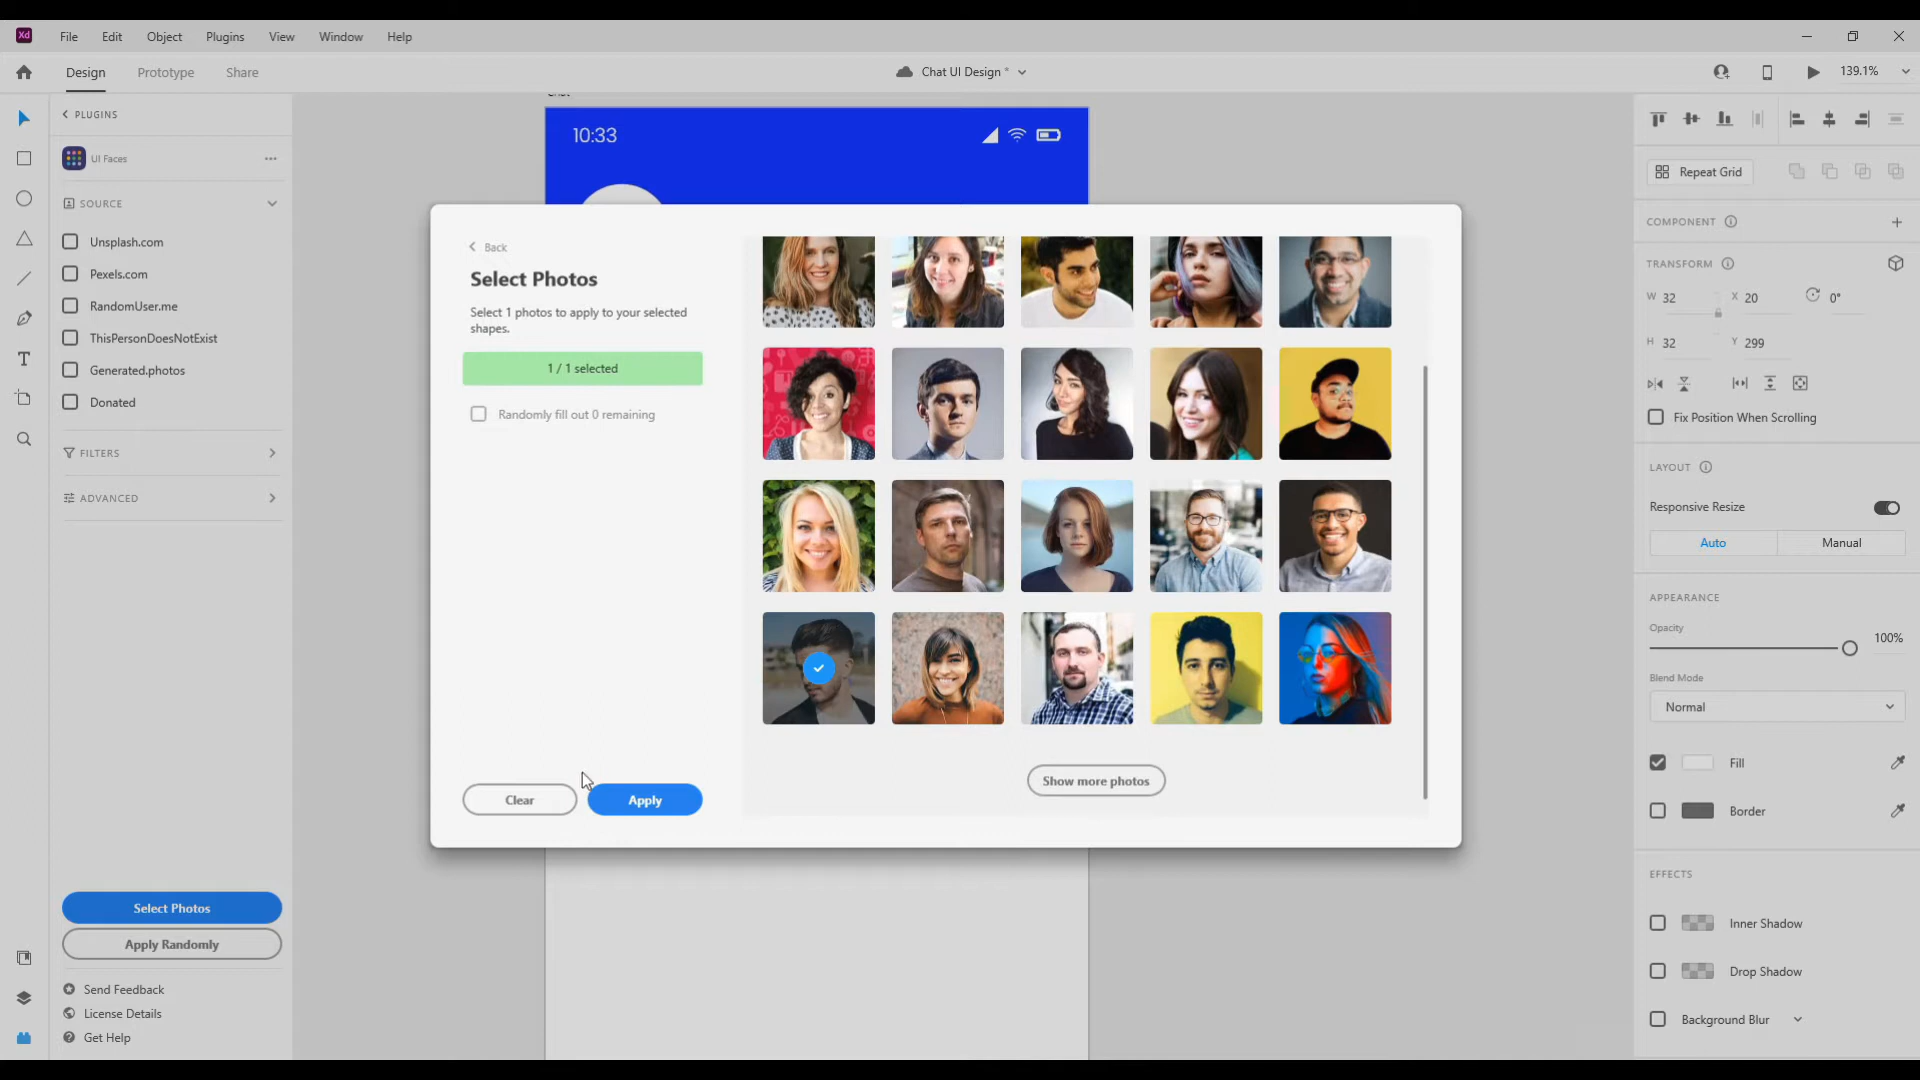 Xd
File Edit Object Plugins View Window Help
Design Prototype Share
Chat UI Design *
139.1%
PLUGINS
UI Faces
SOURCE
Unsplash.com
Pexels.com
RandomUser.me
ThisPersonDoesNotExist
Generated.photos
Donated
FILTERS
ADVANCED
Select Photos
Apply Randomly
Send Feedback
License Details
Get Help
10:33
Back
Select Photos
Select 1 photos to apply to your selected
shapes.
1 / 1 selected
Randomly fill out 0 remaining
Clear
Apply
Show more photos
Repeat Grid
COMPONENT
TRANSFORM
W 32 X 20 0°
H 32 Y 299
Fix Position When Scrolling
LAYOUT
Responsive Resize
Auto Manual
APPEARANCE
Opacity
100%
Blend Mode
Normal
Fill
Border
EFFECTS
Inner Shadow
Drop Shadow
Background Blur